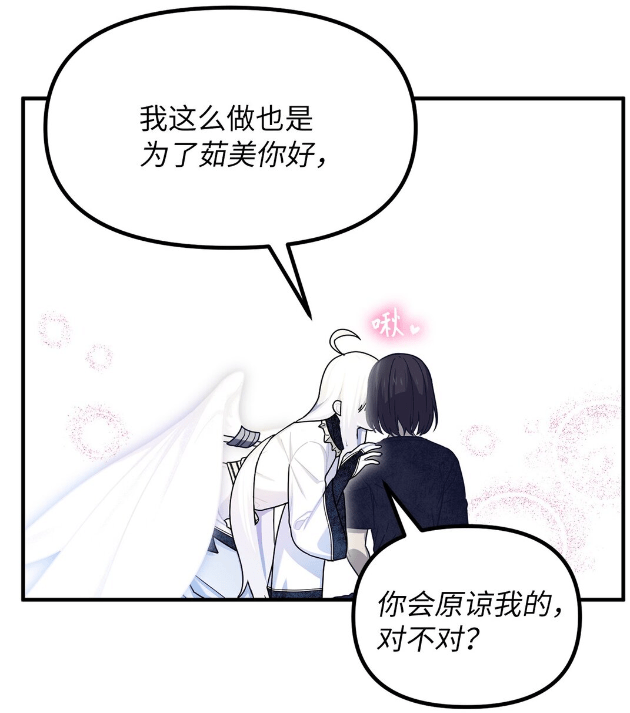 我这么做也是
为了茹美你好，
啾
你会原谅我的，
对不对？